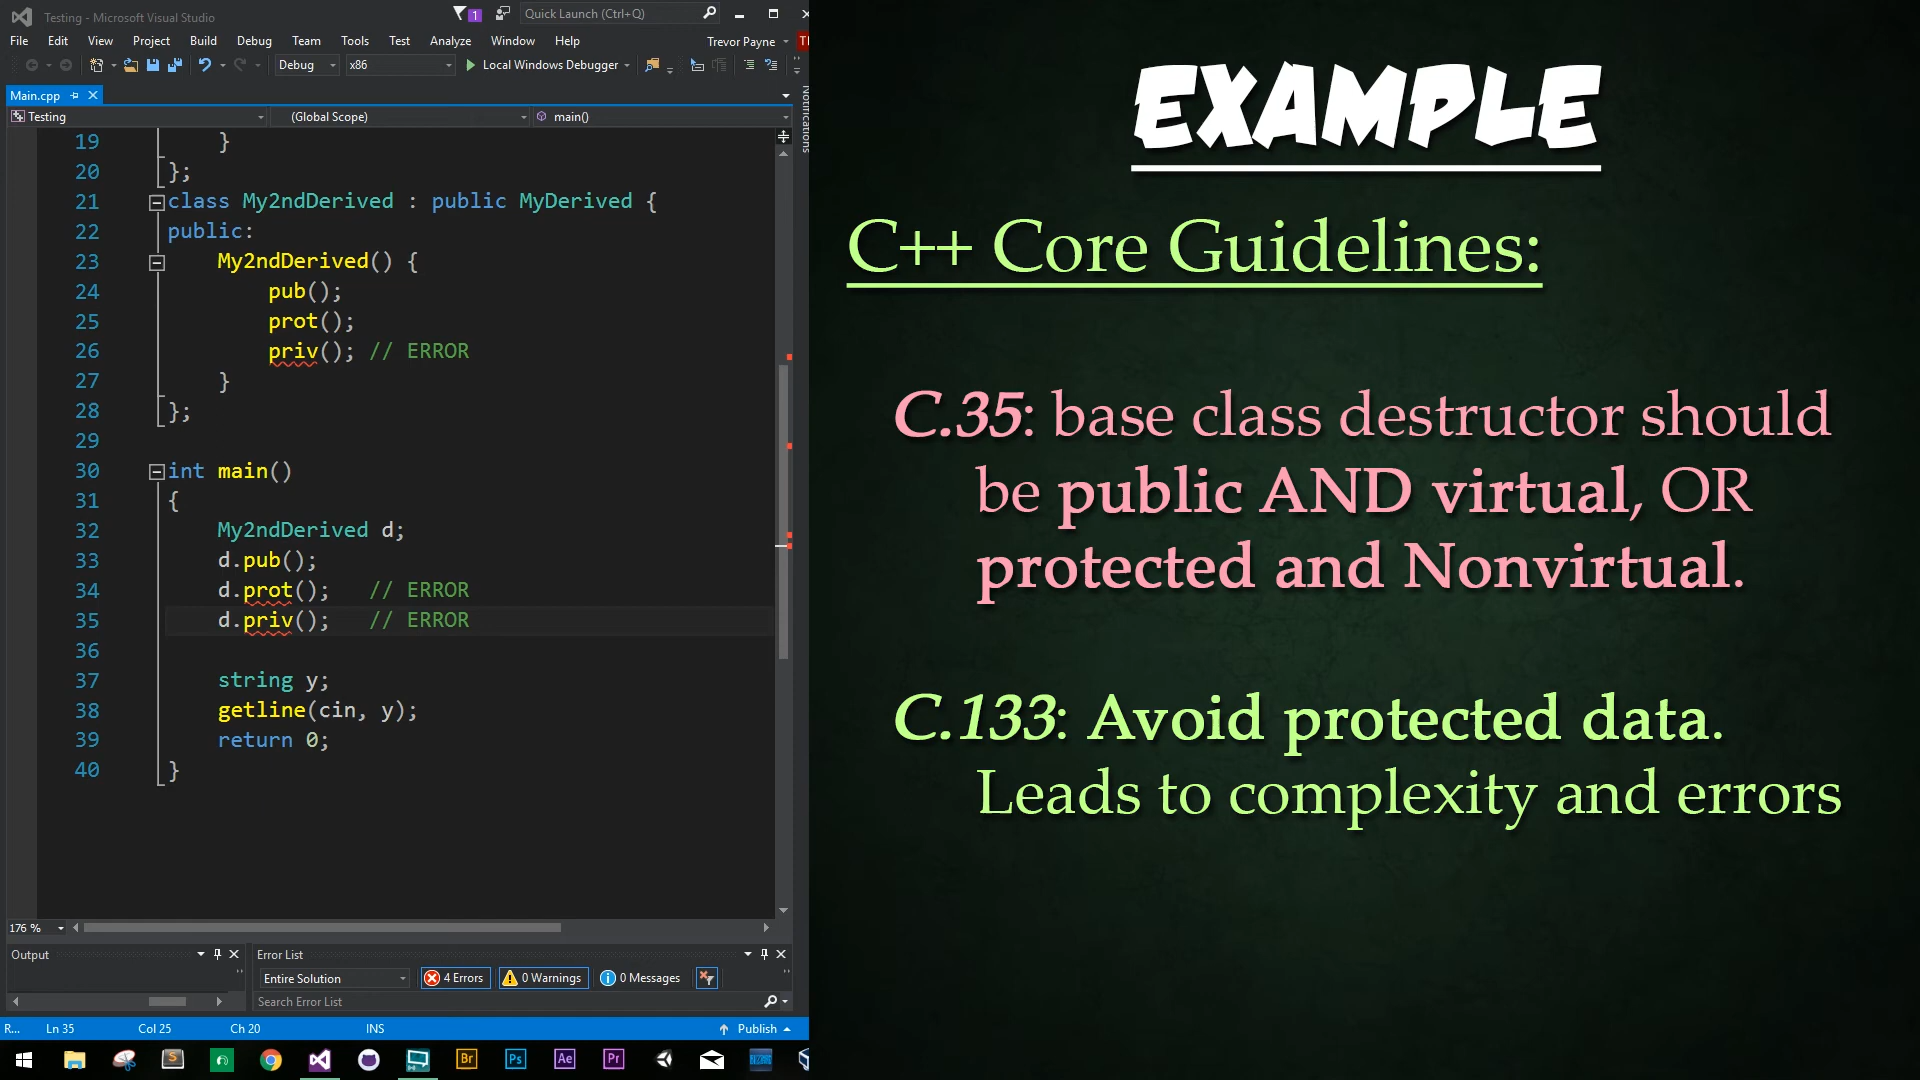 Testing - Microsoft Visual Studio
1
Quick Launch (Ctrl+Q)
File Edit View Project Build Debug Team Tools Test Analyze Window Help
Trevor Payne
Debug x86 Local Windows Debugger
Notifications
Main.cpp
Testing (Global Scope) main()
19 }
20 };
21 class My2ndDerived : public MyDerived {
22 public:
23 My2ndDerived() {
24 pub();
25 prot();
26 priv(); // ERROR
27 }
28 };
29
30 int main()
31 {
32 My2ndDerived d;
33 d.pub();
34 d.prot(); // ERROR
35 d.priv(); // ERROR
36
37 string y;
38 getline(cin, y);
39 return 0;
40 }
176 %
Output
Error List
Entire Solution 4 Errors 0 Warnings 0 Messages
Search Error List
R... Ln 35 Col 25 Ch 20 INS Publish
S Br Ps Ae Pr
EXAMPLE
C++ Core Guidelines:
C.35: base class destructor should
be public AND virtual, OR
protected and Nonvirtual.
C.133: Avoid protected data.
Leads to complexity and errors